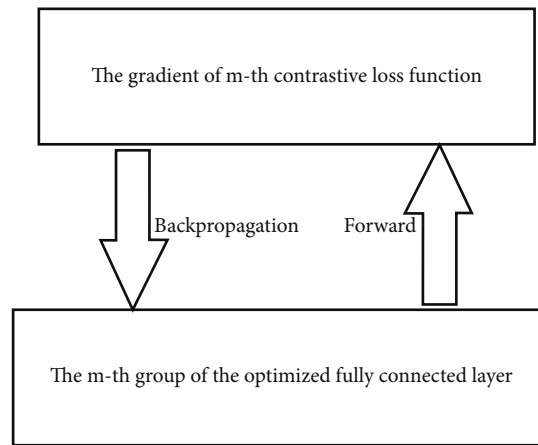 The gradient of m-th contrastive loss function
Backpropagation
Forward
The m-th group of the optimized fully connected layer